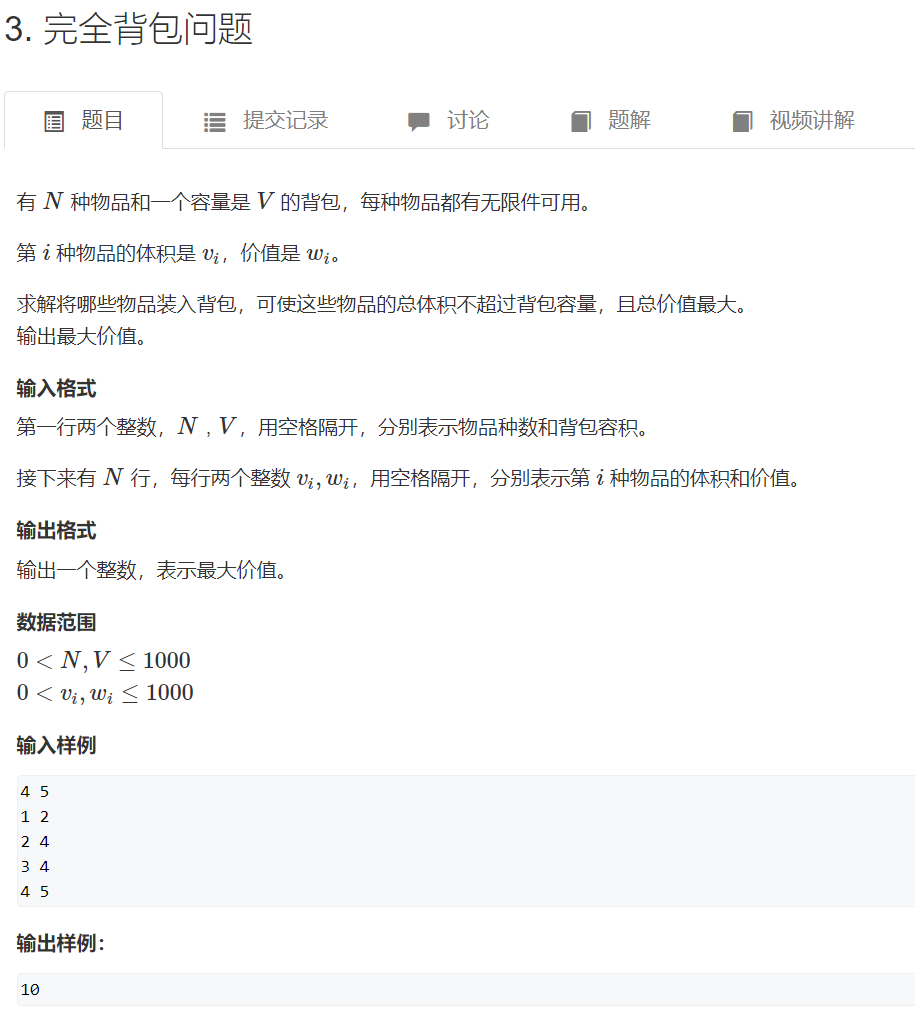 3. 完全背包问题
题目 提交记录 讨论 题解 视频讲解
有 N 种物品和一个容量是 V 的背包，每种物品都有无限件可用。
第 i 种物品的体积是 vᵢ，价值是 wᵢ。
求解将哪些物品装入背包，可使这些物品的总体积不超过背包容量，且总价值最大。
输出最大价值。
输入格式
第一行两个整数，N，V，用空格隔开，分别表示物品种数和背包容积。
接下来有 N 行，每行两个整数 vᵢ, wᵢ，用空格隔开，分别表示第 i 种物品的体积和价值。
输出格式
输出一个整数，表示最大价值。
数据范围
0 < N, V ≤ 1000
0 < vᵢ, wᵢ ≤ 1000
输入样例
4 5
1 2
2 4
3 4
4 5
输出样例：
10